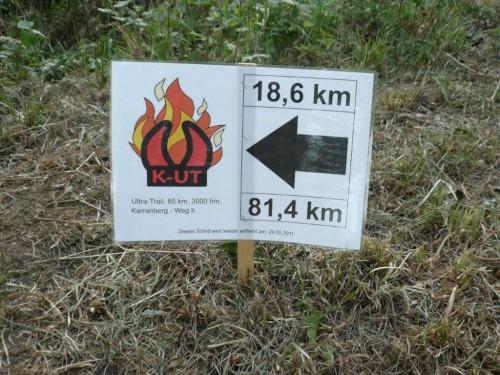 K-UT
Ultra-Trail, 85 km, 3000 hm.
Karrenberg - Weg li.
18,6 km
81,4 km
Dieses Schild wird wieder entfernt am: 29.05.2011